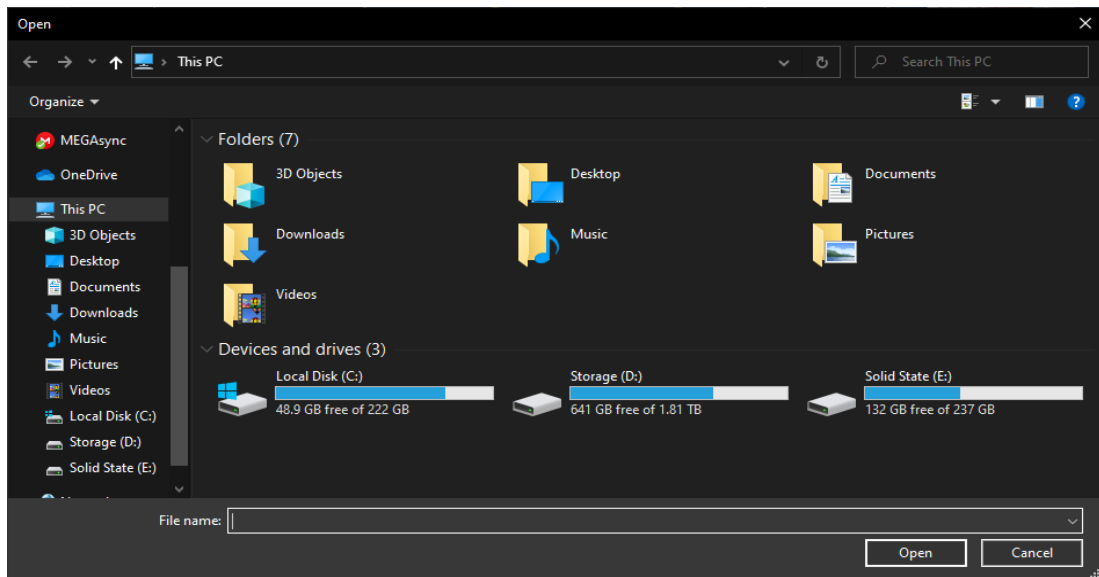 Open
This PC
Search This PC
Organize
MEGAsync
OneDrive
This PC
3D Objects
Desktop
Documents
Downloads
Music
Pictures
Videos
Local Disk (C:)
Storage (D:)
Solid State (E:)
Folders (7)
3D Objects
Desktop
Documents
Downloads
Music
Pictures
Videos
Devices and drives (3)
Local Disk (C:)
48.9 GB free of 222 GB
Storage (D:)
641 GB free of 1.81 TB
Solid State (E:)
132 GB free of 237 GB
File name:
Open
Cancel